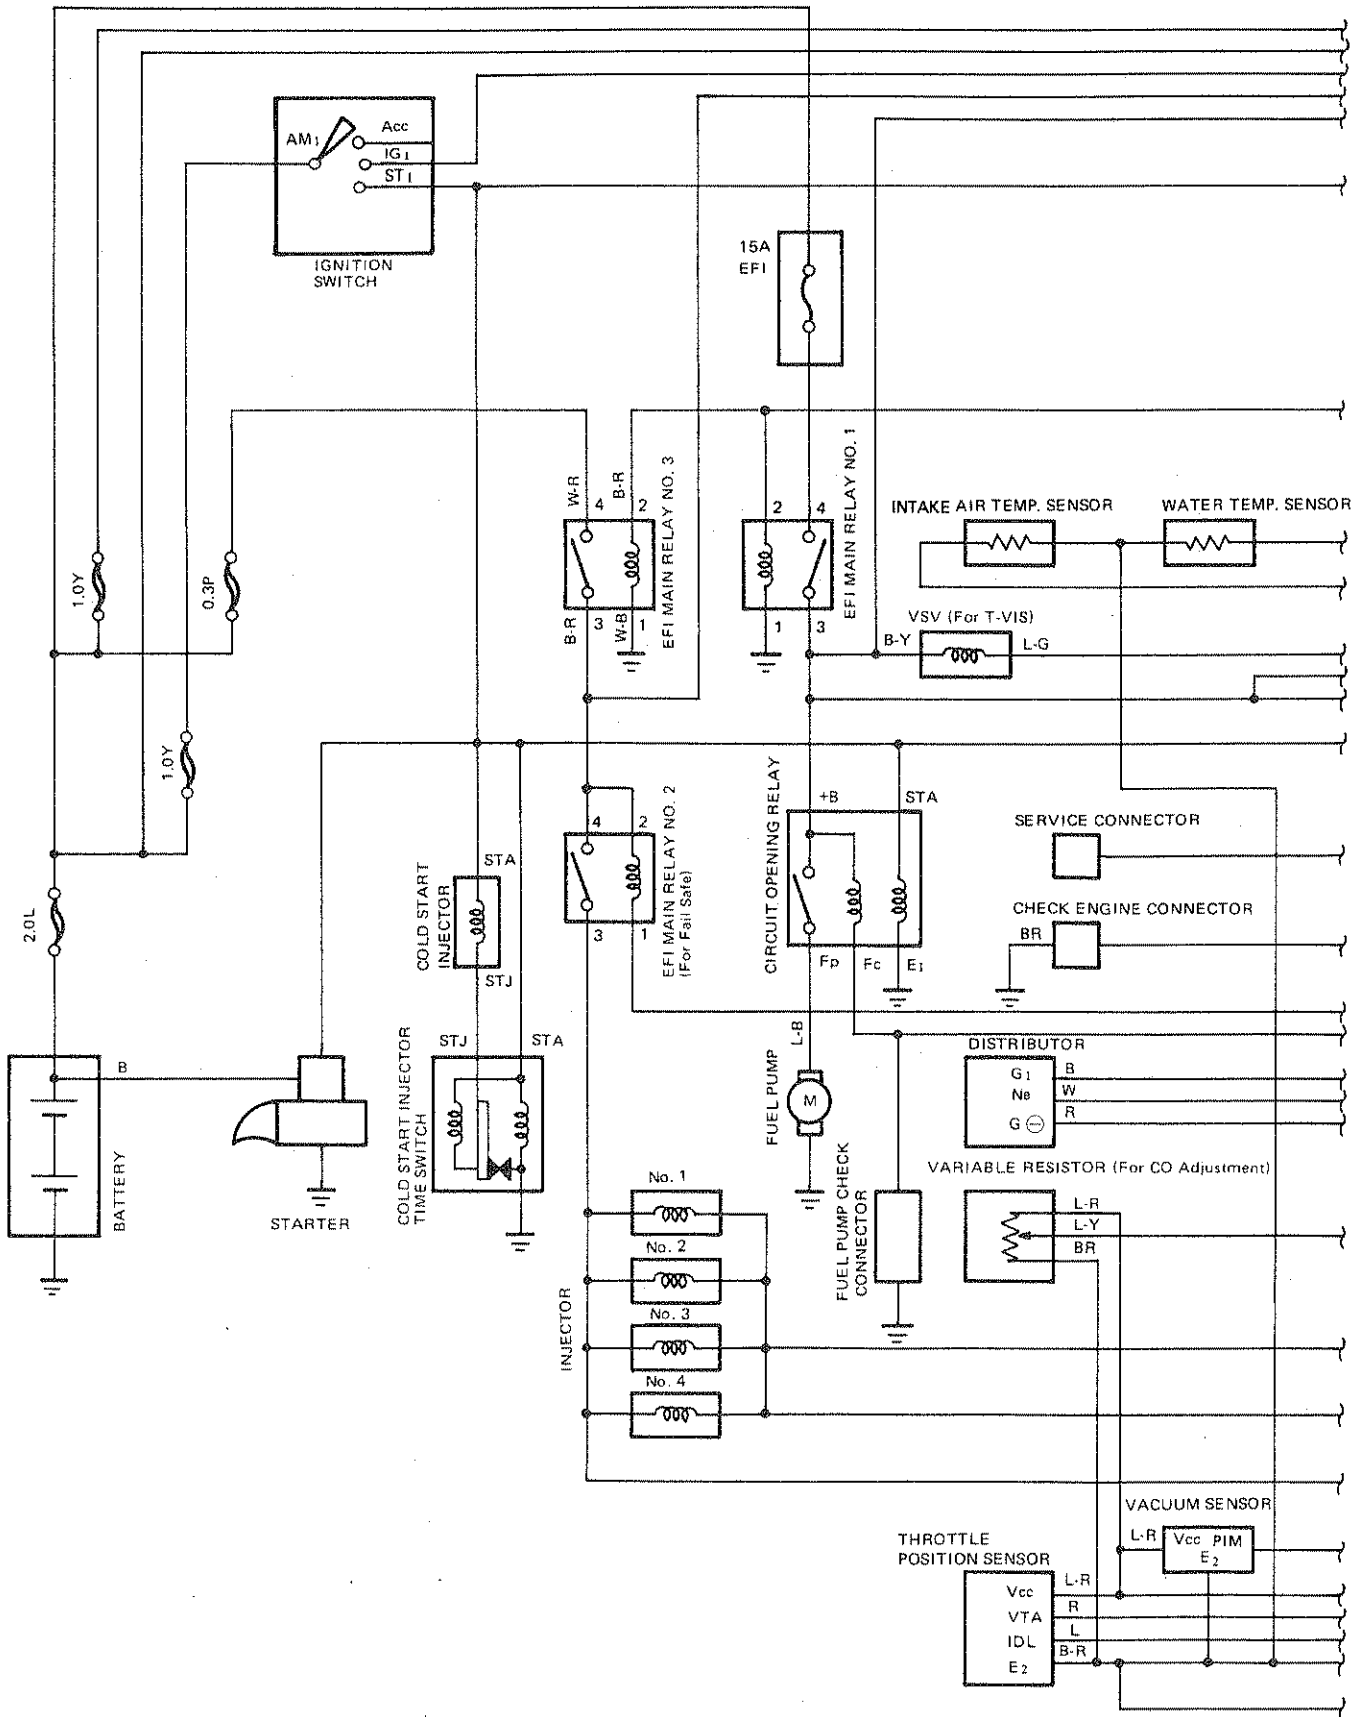 AM1
Acc
IG1
ST1
IGNITION
SWITCH
15A
EFI
W-R
B-R
4
2
EFI MAIN RELAY NO. 3
2
4
EFI MAIN RELAY NO. 1
INTAKE AIR TEMP. SENSOR
WATER TEMP. SENSOR
1.0Y
0.3P
B-R
3
W-B
1
1
3
VSV (For T-VIS)
B-Y
L-G
1.0Y
2.0L
COLD START
INJECTOR
STA
STJ
4
2
3
1
EFI MAIN RELAY NO. 2
(For Fail Safe)
CIRCUIT OPENING RELAY
+B
STA
Fp
Fc
E1
SERVICE CONNECTOR
CHECK ENGINE CONNECTOR
BR
BATTERY
B
STARTER
COLD START INJECTOR
TIME SWITCH
STJ
STA
L-B
FUEL PUMP
M
DISTRIBUTOR
G1
B
Ne
W
G ⊖
R
FUEL PUMP CHECK
CONNECTOR
VARIABLE RESISTOR (For CO Adjustment)
L-R
L-Y
BR
INJECTOR
No. 1
No. 2
No. 3
No. 4
VACUUM SENSOR
L-R
Vcc PIM
E2
THROTTLE
POSITION SENSOR
Vcc
L-R
VTA
R
IDL
L
E2
B-R